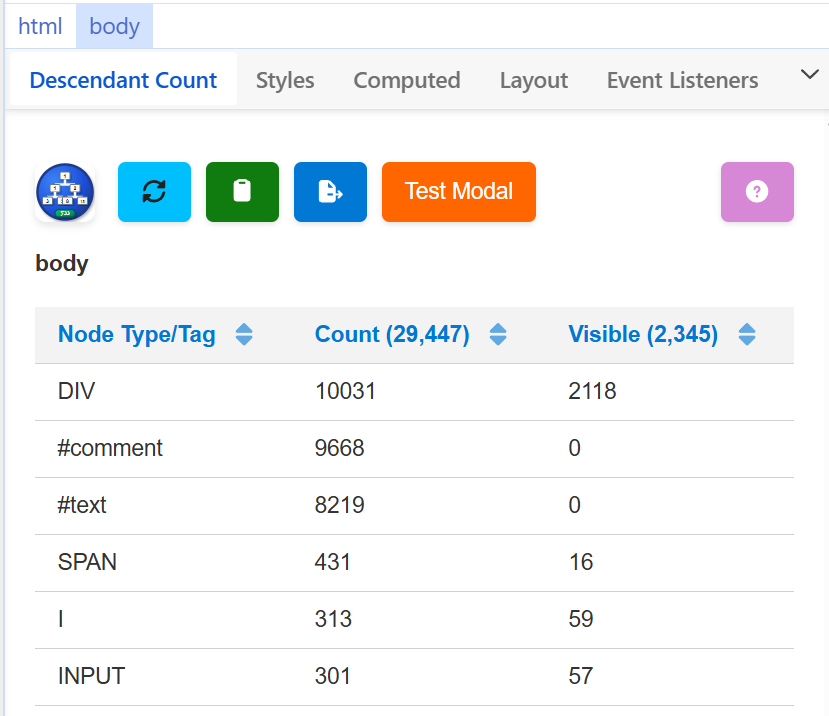 html body
Descendant Count Styles Computed Layout Event Listeners
Test Modal ?
body
Node Type/Tag Count (29,447) Visible (2,345)
DIV 10031 2118
#comment 9668 0
#text 8219 0
SPAN 431 16
I 313 59
INPUT 301 57